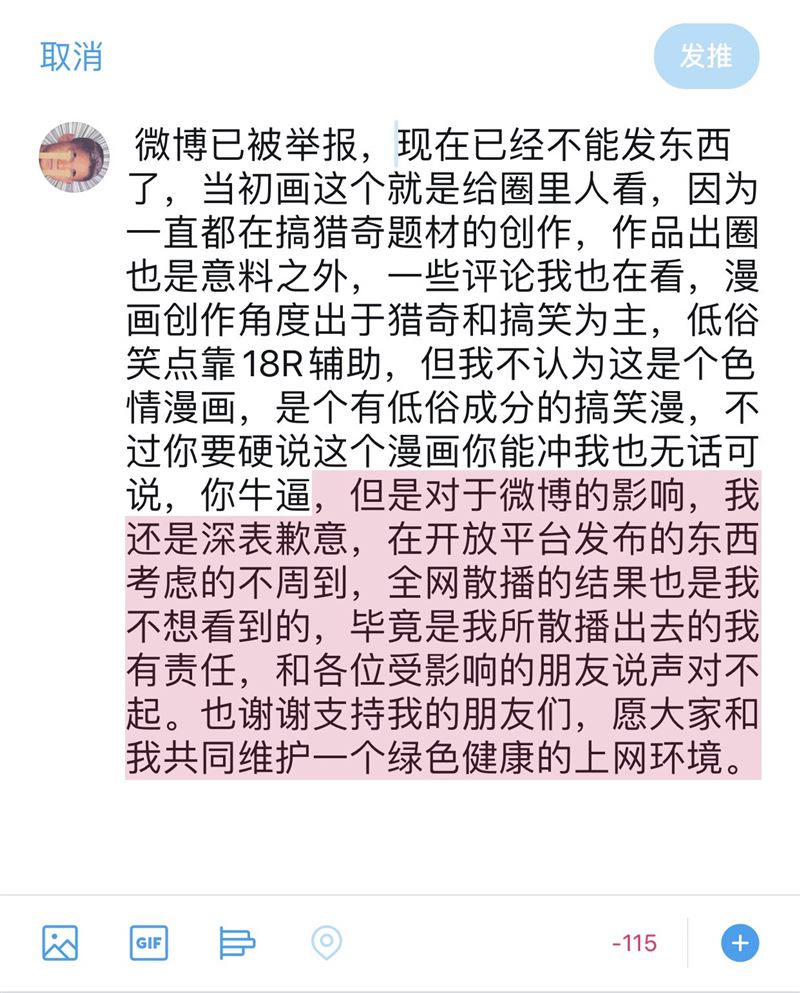 取消
发推
微博已被举报，现在已经不能发东西
了，当初画这个就是给圈里人看，因为
一直都在搞猎奇题材的创作，作品出圈
也是意料之外，一些评论我也在看，漫
画创作角度出于猎奇和搞笑为主，低俗
笑点靠18R辅助，但我不认为这是个色
情漫画，是个有低俗成分的搞笑漫，不
过你要硬说这个漫画你能冲我也无话可
说，你牛逼，但是对于微博的影响，我
还是深表歉意，在开放平台发布的东西
考虑的不周到，全网散播的结果也是我
不想看到的，毕竟是我所散播出去的我
有责任，和各位受影响的朋友说声对不
起。也谢谢支持我的朋友们，愿大家和
我共同维护一个绿色健康的上网环境。
GIF
-115